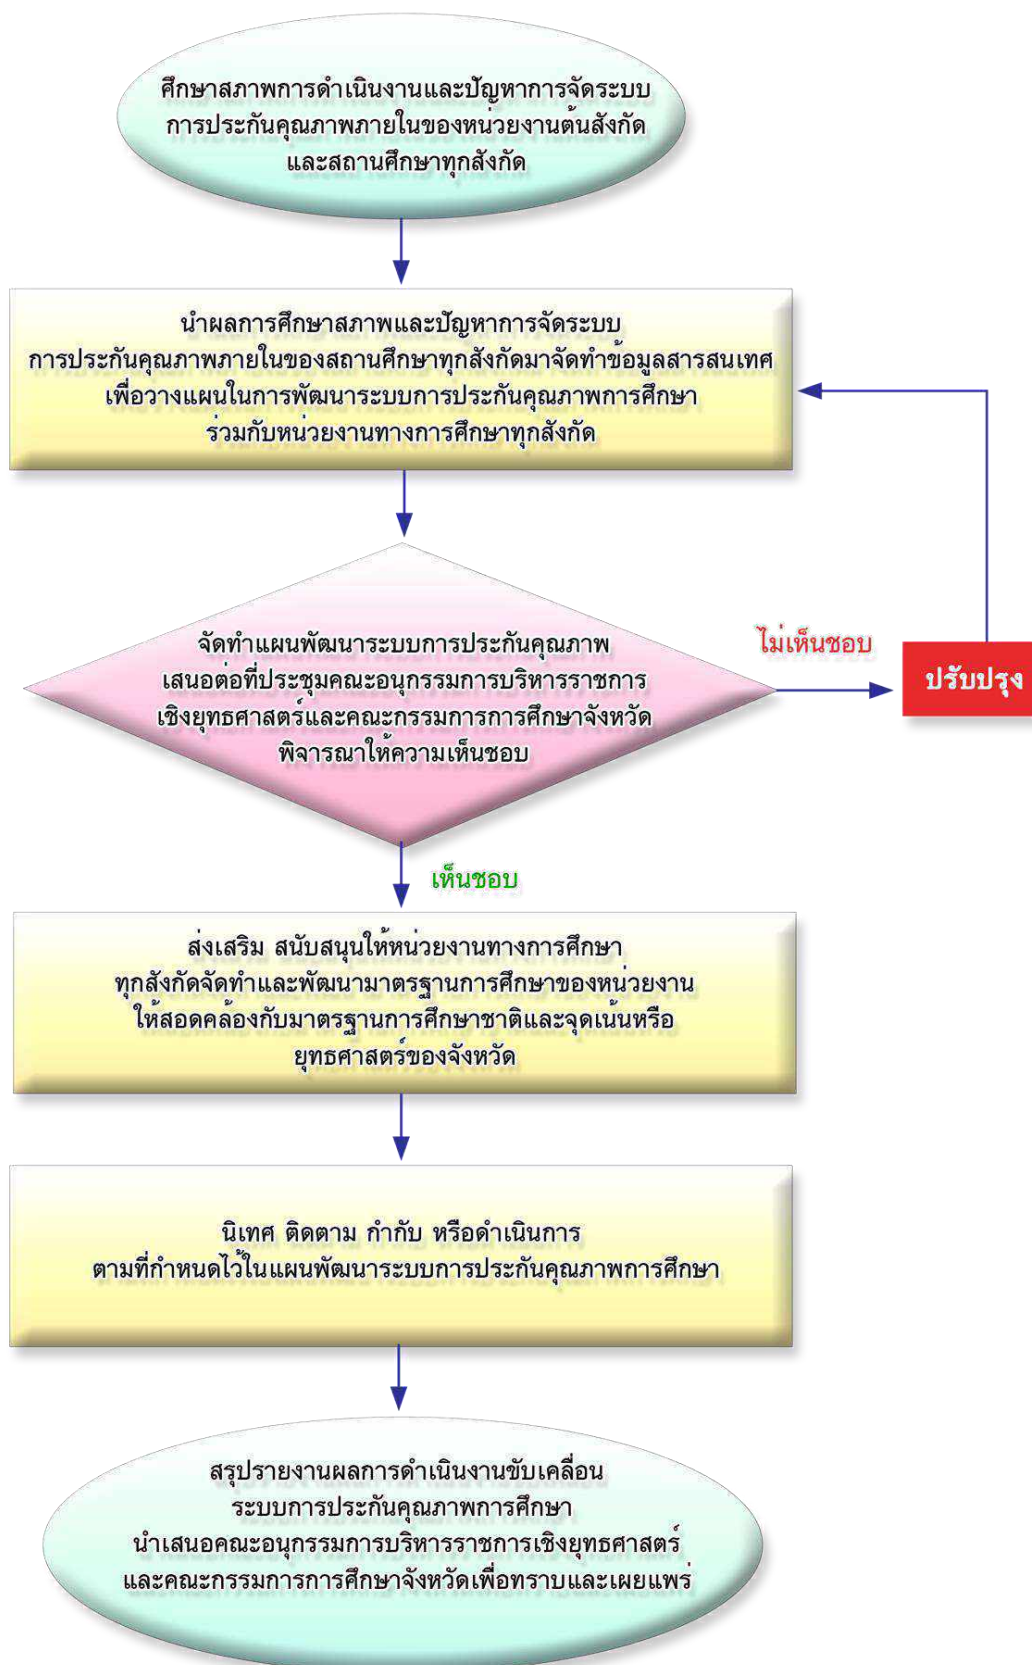 ศึกษาสภาพการดำเนินงานและปัญหาการจัดระบบ
การประกันคุณภาพภายในของหน่วยงานต้นสังกัด
และสถานศึกษาทุกสังกัด
นำผลการศึกษาสภาพและปัญหาการจัดระบบ
การประกันคุณภาพภายในของสถานศึกษาทุกสังกัดมาจัดทำข้อมูลสารสนเทศ
เพื่อวางแผนในการพัฒนาระบบการประกันคุณภาพการศึกษา
ร่วมกับหน่วยงานทางการศึกษาทุกสังกัด
จัดทำแผนพัฒนาระบบการประกันคุณภาพ
เสนอต่อที่ประชุมคณะอนุกรรมการบริหารราชการ
เชิงยุทธศาสตร์และคณะกรรมการการศึกษาจังหวัด
พิจารณาให้ความเห็นชอบ
ไม่เห็นชอบ
ปรับปรุง
เห็นชอบ
ส่งเสริม สนับสนุนให้หน่วยงานทางการศึกษา
ทุกสังกัดจัดทำและพัฒนามาตรฐานการศึกษาของหน่วยงาน
ให้สอดคล้องกับมาตรฐานการศึกษาชาติและจุดเน้นหรือ
ยุทธศาสตร์ของจังหวัด
นิเทศ ติดตาม กำกับ หรือดำเนินการ
ตามที่กำหนดไว้ในแผนพัฒนาระบบการประกันคุณภาพการศึกษา
สรุปรายงานผลการดำเนินงานขับเคลื่อน
ระบบการประกันคุณภาพการศึกษา
นำเสนอคณะอนุกรรมการบริหารราชการเชิงยุทธศาสตร์
และคณะกรรมการการศึกษาจังหวัดเพื่อทราบและเผยแพร่